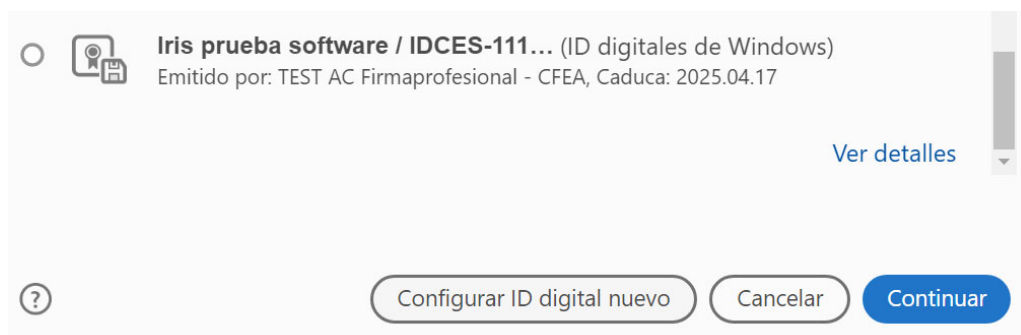 Iris prueba software / IDCES-111... (ID digitales de Windows)
Emitido por: TEST AC Firmaprofesional - CFEA, Caduca: 2025.04.17
Ver detalles
?
Configurar ID digital nuevo
Cancelar
Continuar